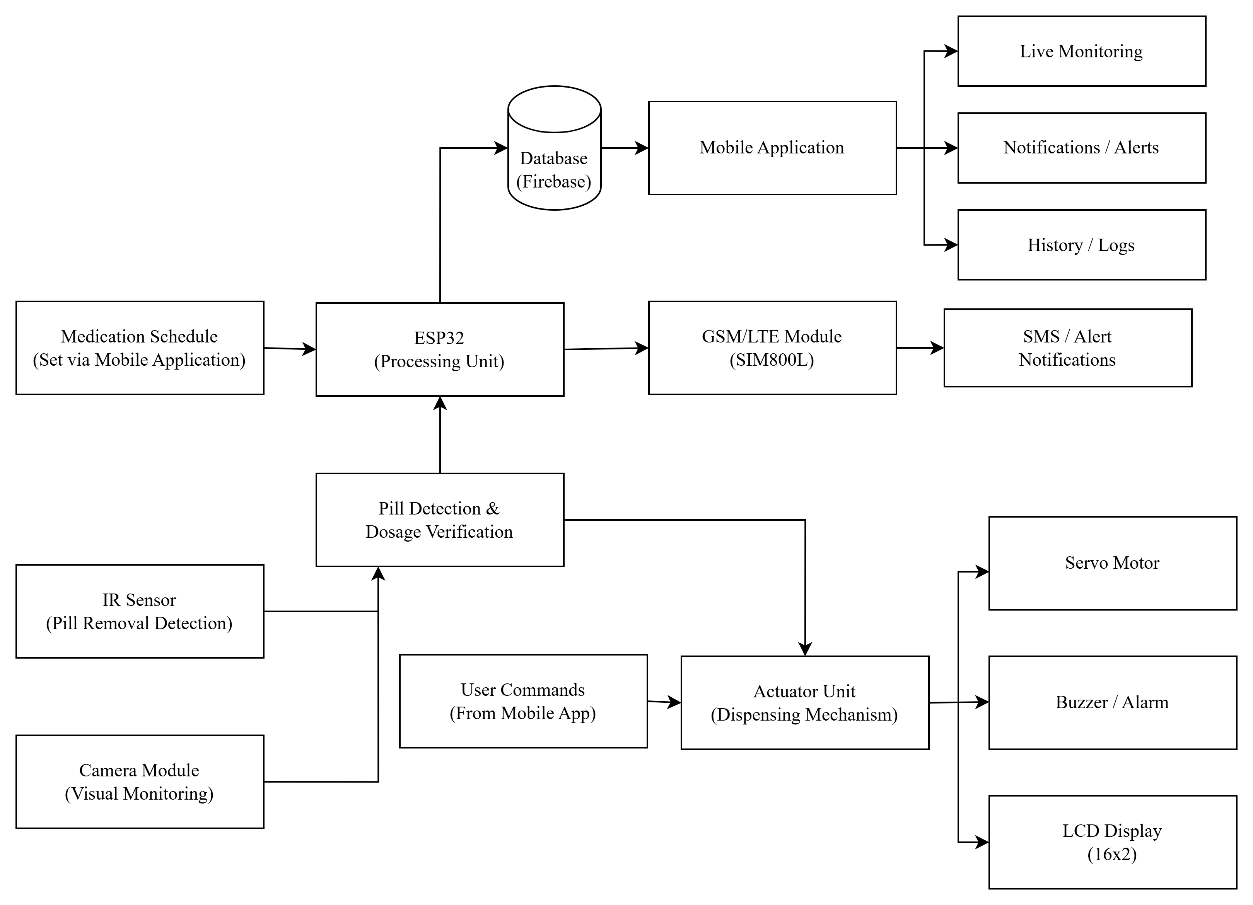 Live Monitoring
Database
(Firebase)
Mobile Application
Notifications / Alerts
History / Logs
Medication Schedule
(Set via Mobile Application)
ESP32
(Processing Unit)
GSM/LTE Module
(SIM800L)
SMS / Alert
Notifications
Pill Detection &
Dosage Verification
IR Sensor
(Pill Removal Detection)
Servo Motor
User Commands
(From Mobile App)
Actuator Unit
(Dispensing Mechanism)
Buzzer / Alarm
Camera Module
(Visual Monitoring)
LCD Display
(16x2)